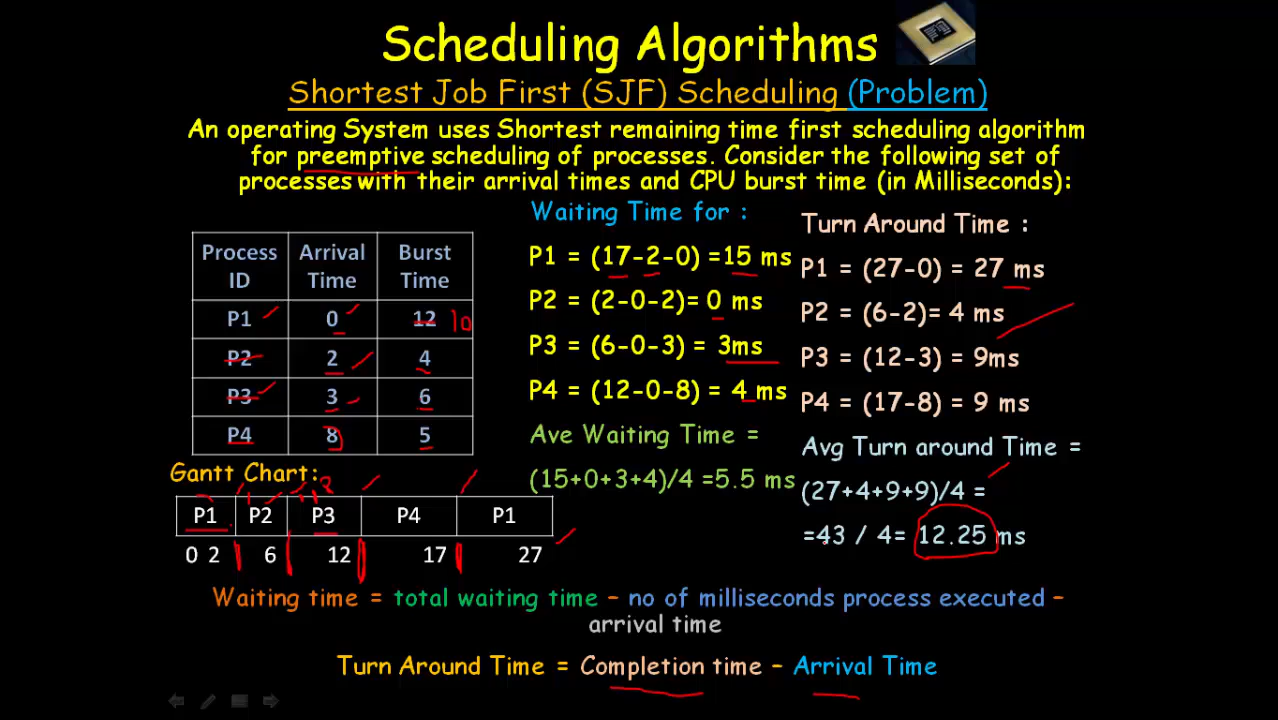 Scheduling Algorithms
Shortest Job First (SJF) Scheduling (Problem)
An operating System uses Shortest remaining time first scheduling algorithm
for preemptive scheduling of processes. Consider the following set of
processes with their arrival times and CPU burst time (in Milliseconds):
Process ID Arrival Time Burst Time
P1 0 12 10
P2 2 4
P3 3 6
P4 8 5
Waiting Time for :
P1 = (17-2-0) =15 ms
P2 = (2-0-2)= 0 ms
P3 = (6-0-3) = 3ms
P4 = (12-0-8) = 4 ms
Ave Waiting Time =
(15+0+3+4)/4 =5.5 ms
Turn Around Time :
P1 = (27-0) = 27 ms
P2 = (6-2)= 4 ms
P3 = (12-3) = 9ms
P4 = (17-8) = 9 ms
Avg Turn around Time =
(27+4+9+9)/4 =
=43 / 4= 12.25 ms
Gantt Chart:
P1 P2 P3 P4 P1
0 2 6 12 17 27
Waiting time = total waiting time – no of milliseconds process executed –
arrival time
Turn Around Time = Completion time – Arrival Time